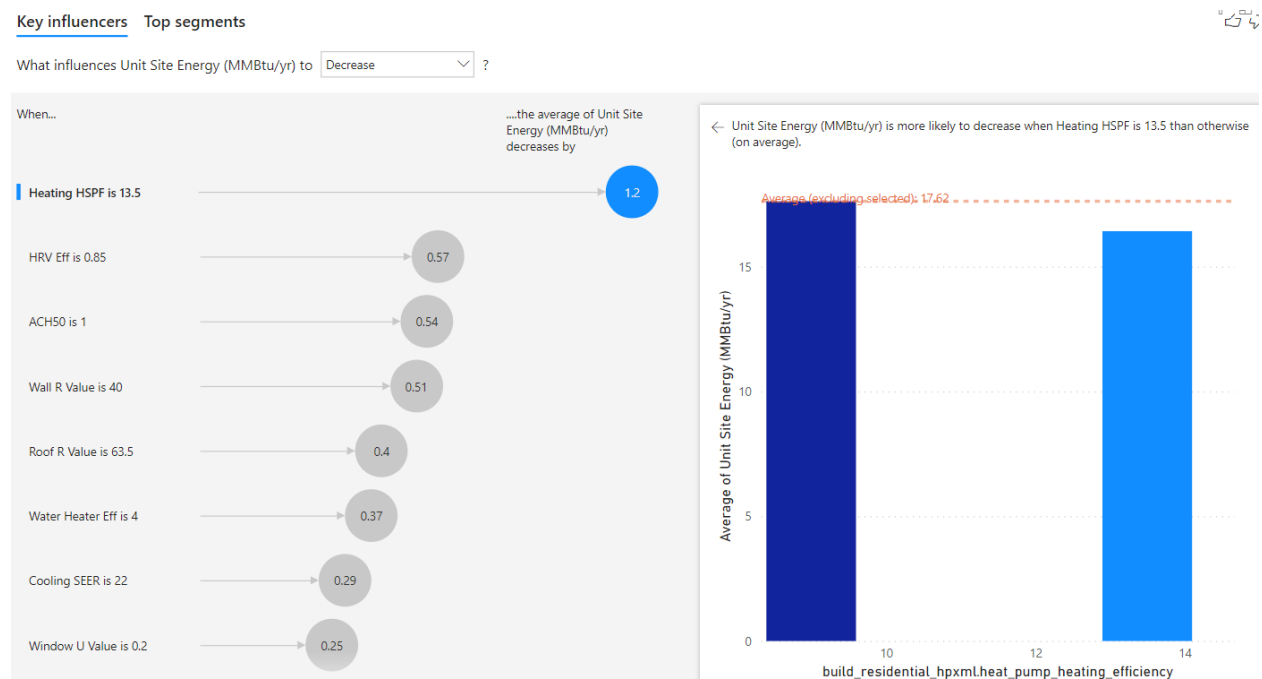 Key influencers Top segments
What influences Unit Site Energy (MMBtu/yr) to Decrease ?
When...
....the average of Unit Site
Energy (MMBtu/yr)
decreases by
Heating HSPF is 13.5 1.2
HRV Eff is 0.85 0.57
ACH50 is 1 0.54
Wall R Value is 40 0.51
Roof R Value is 63.5 0.4
Water Heater Eff is 4 0.37
Cooling SEER is 22 0.29
Window U Value is 0.2 0.25
Unit Site Energy (MMBtu/yr) is more likely to decrease when Heating HSPF is 13.5 than otherwise
(on average).
Average (excluding selected): 17.62
Average of Unit Site Energy (MMBtu/yr)
15
10
5
0
10 12 14
build_residential_hpxml.heat_pump_heating_efficiency